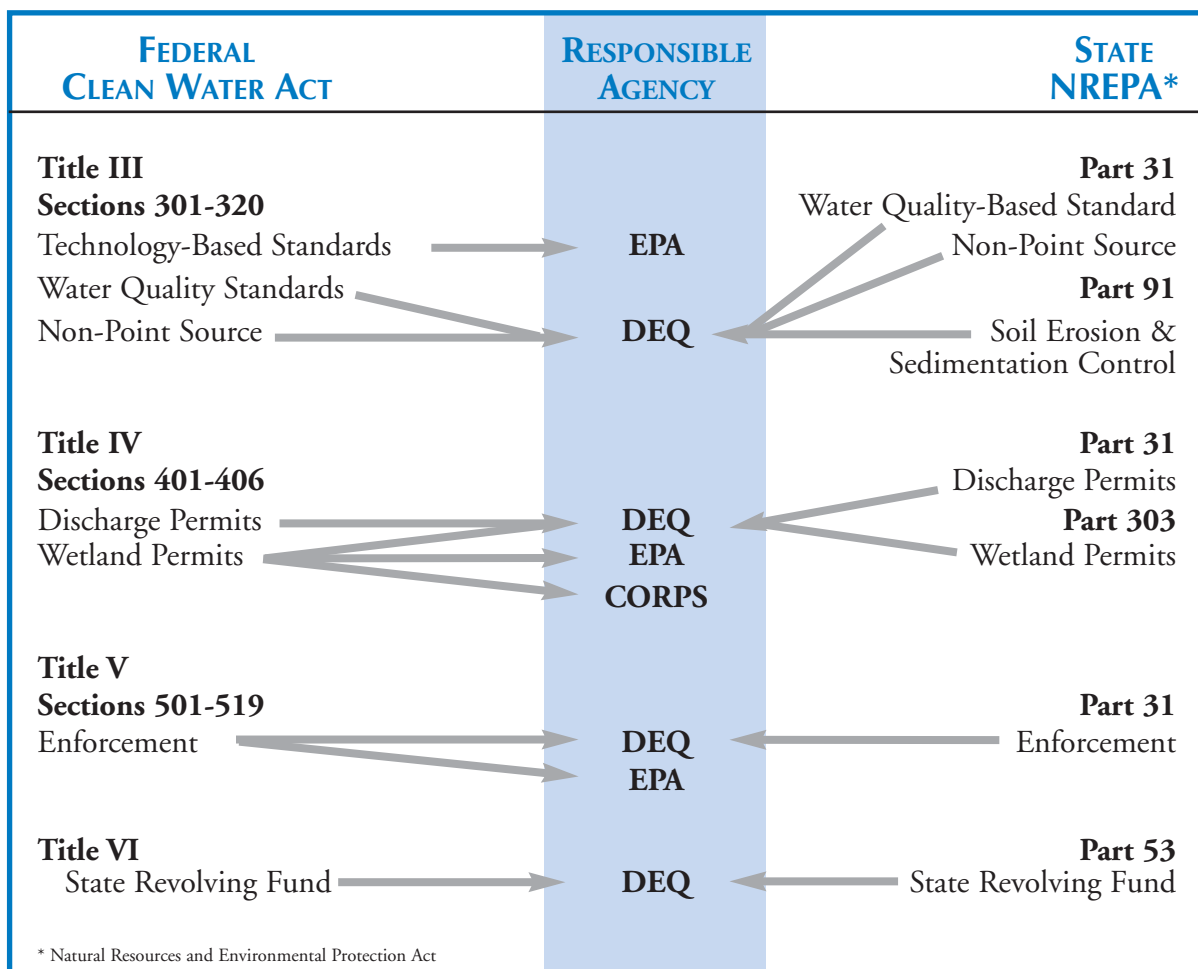 FEDERAL
CLEAN WATER ACT
RESPONSIBLE
AGENCY
STATE
NREPA*
Title III
Sections 301-320
Technology-Based Standards
Water Quality Standards
Non-Point Source
EPA
DEQ
Part 31
Water Quality-Based Standard
Non-Point Source
Part 91
Soil Erosion &
Sedimentation Control
Title IV
Sections 401-406
Discharge Permits
Wetland Permits
DEQ
EPA
CORPS
Part 31
Discharge Permits
Part 303
Wetland Permits
Title V
Sections 501-519
Enforcement
DEQ
EPA
Part 31
Enforcement
Title VI
State Revolving Fund
DEQ
Part 53
State Revolving Fund
* Natural Resources and Environmental Protection Act